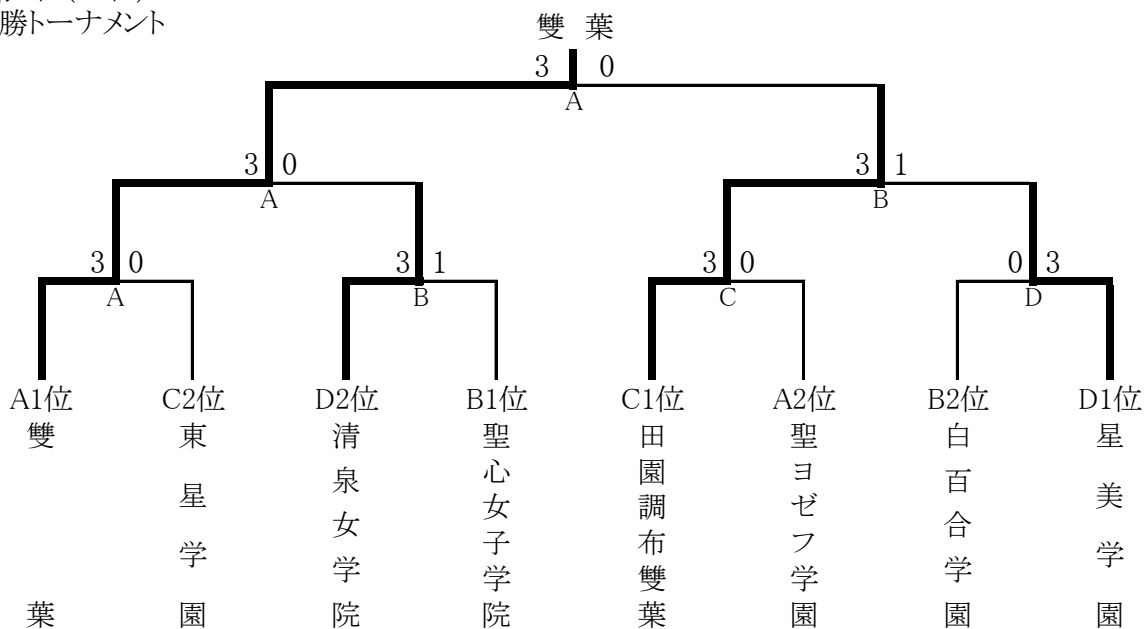 勝トーナメント
雙 葉
3 0
A
3 0
3 1
A
B
3 0
3 1
3 0
0 3
A
B
C
D
A1位
C2位
D2位
B1位
C1位
A2位
B2位
D1位
雙葉
東星学園
清泉女学院
聖心女子学院
田園調布雙葉
聖ヨゼフ学園
白百合学園
星美学園